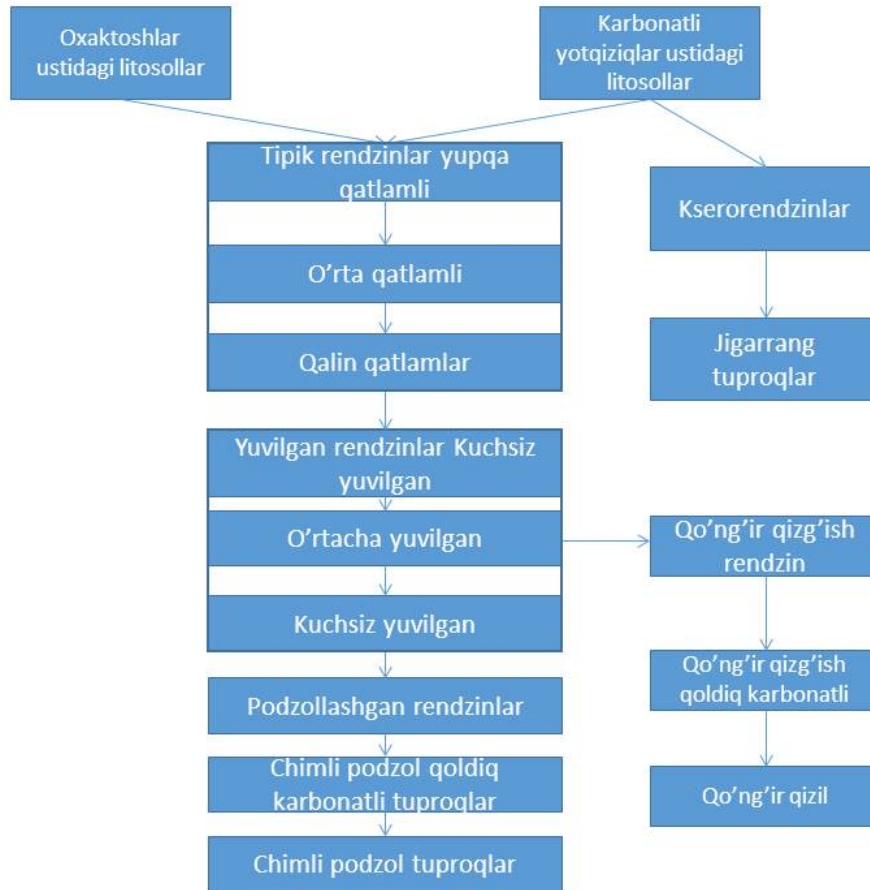 Oxaktoshlar
ustidagi litosollar
Karbonatli
yotqiziqlar ustidagi
litosollar
Tipik rendzinlar yupqa
qatlamli
O'rta qatlamli
Qalin qatlamlar
Yuvilgan rendzinlar Kuchsiz
yuvilgan
O'rtacha yuvilgan
Kuchsiz yuvilgan
Podzollashgan rendzinlar
Chimli podzol qoldiq
karbonatli tuproqlar
Chimli podzol tuproqlar
Kserorendzinlar
Jigarrang
tuproqlar
Qo'ng'ir qizg'ish
rendzin
Qo'ng'ir qizg'ish
qoldiq karbonatli
Qo'ng'ir qizil